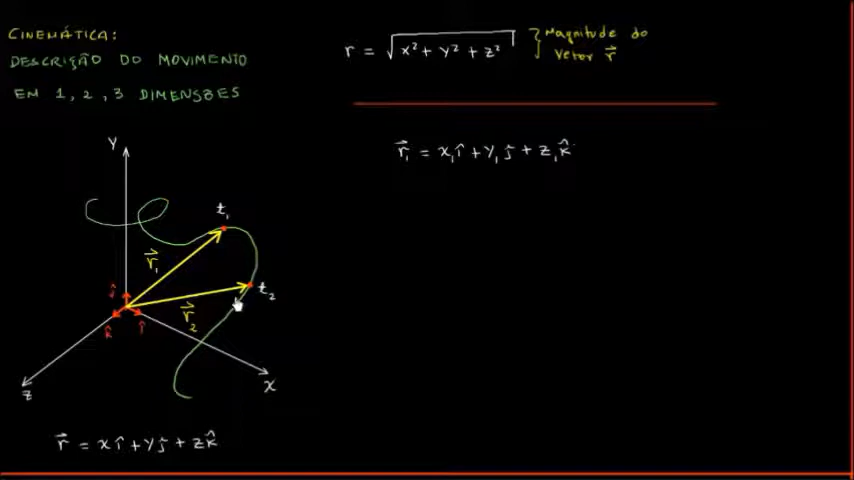 CINEMÁTICA:
DESCRIÇÃO DO MOVIMENTO
EM 1, 2, 3 DIMENSÕES
r = √(x² + y² + z²)
Magnitude do
vetor r⃗
r⃗₁ = x₁î + y₁ĵ + z₁k̂
Y
t₁
r⃗₁
t₂
r⃗₂
ĵ
k̂
î
X
Z
r⃗ = xî + yĵ + zk̂